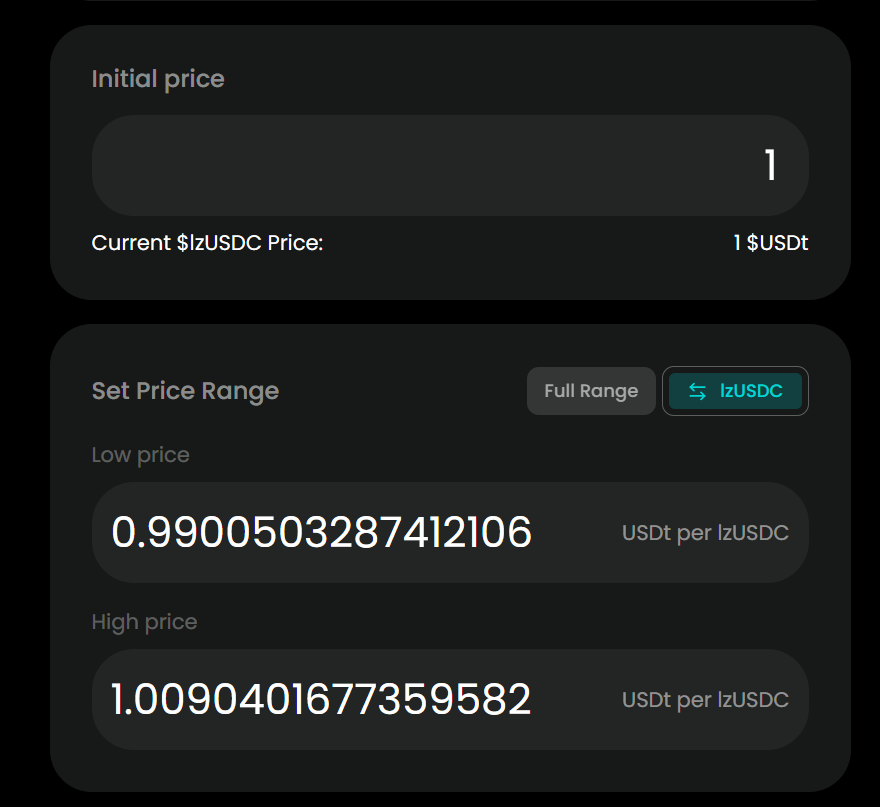 Initial price
1
Current $lzUSDC Price: 1 $USDt
Set Price Range Full Range lzUSDC
Low price
0.9900503287412106 USDt per lzUSDC
High price
1.0090401677359582 USDt per lzUSDC